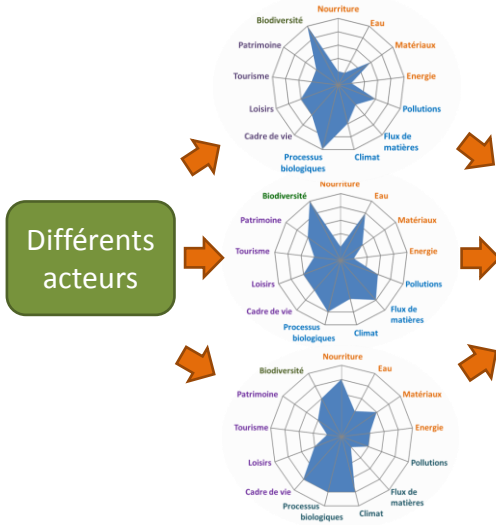 Nourriture
Biodiversité
Eau
Patrimoine
Matériaux
Tourisme
Energie
Loisirs
Pollutions
Cadre de vie
Flux de
matières
Processus
biologiques
Climat
Différents
acteurs
Nourriture
Biodiversité
Eau
Patrimoine
Matériaux
Tourisme
Energie
Loisirs
Pollutions
Cadre de vie
Flux de
matières
Processus
biologiques
Climat
Nourriture
Biodiversité
Eau
Patrimoine
Matériaux
Tourisme
Energie
Loisirs
Pollutions
Cadre de vie
Flux de
matières
Processus
biologiques
Climat